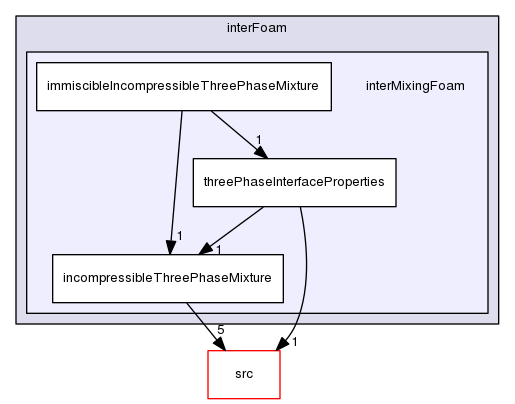 interFoam
immiscibleIncompressibleThreePhaseMixture
interMixingFoam
1
threePhaseInterfaceProperties
1
1
incompressibleThreePhaseMixture
5
1
src